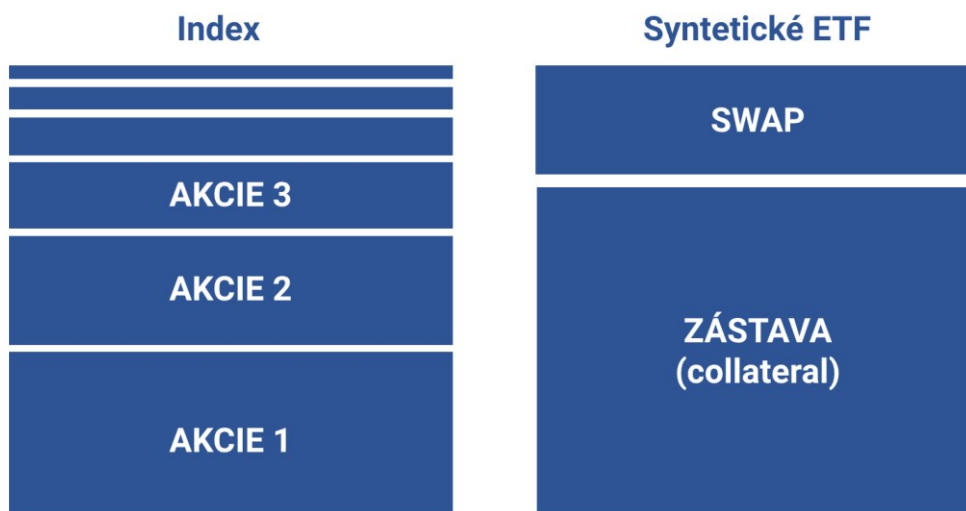 Index
AKCIE 3
AKCIE 2
AKCIE 1
Syntetické ETF
SWAP
ZÁSTAVA
(collateral)